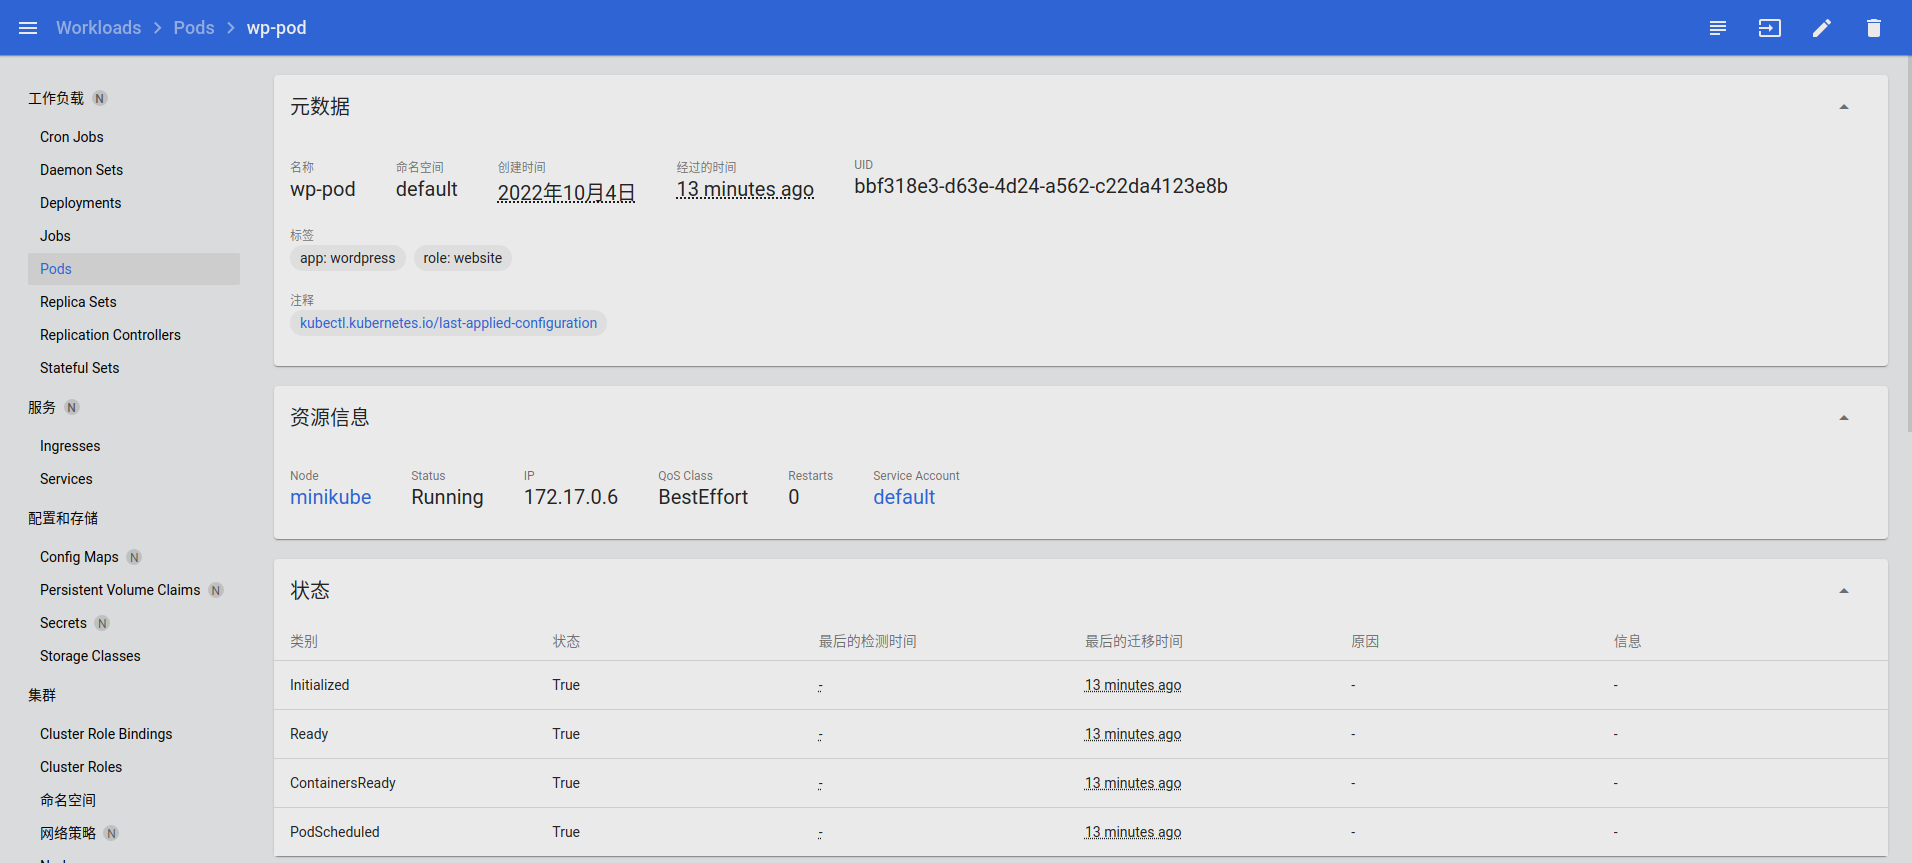 Workloads > Pods > wp-pod
工作负载 N
Cron Jobs
Daemon Sets
Deployments
Jobs
Pods
Replica Sets
Replication Controllers
Stateful Sets
服务 N
Ingresses
Services
配置和存储
Config Maps N
Persistent Volume Claims N
Secrets N
Storage Classes
集群
Cluster Role Bindings
Cluster Roles
命名空间
网络策略 N
元数据
名称 命名空间 创建时间 经过的时间 UID
wp-pod default 2022年10月4日 13 minutes ago bbf318e3-d63e-4d24-a562-c22da4123e8b
标签
app: wordpress role: website
注释
kubectl.kubernetes.io/last-applied-configuration
资源信息
Node Status IP QoS Class Restarts Service Account
minikube Running 172.17.0.6 BestEffort 0 default
状态
类别 状态 最后的检测时间 最后的迁移时间 原因 信息
Initialized True - 13 minutes ago - -
Ready True - 13 minutes ago - -
ContainersReady True - 13 minutes ago - -
PodScheduled True - 13 minutes ago - -